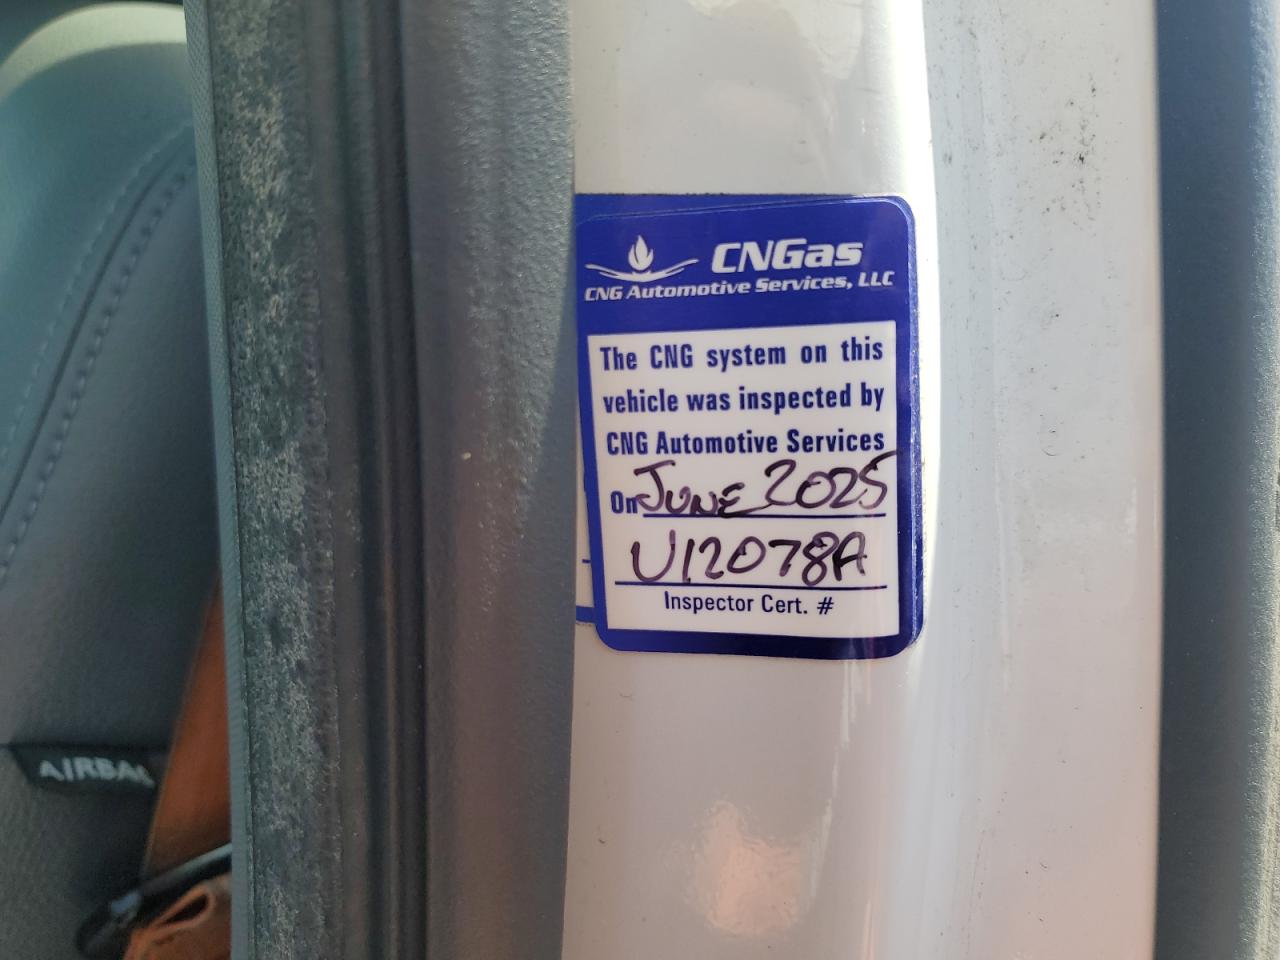 CNGas
CNG Automotive Services, LLC
The CNG system on this
vehicle was inspected by
CNG Automotive Services
On June 2025
U12078A
Inspector Cert. #
AIRBAG